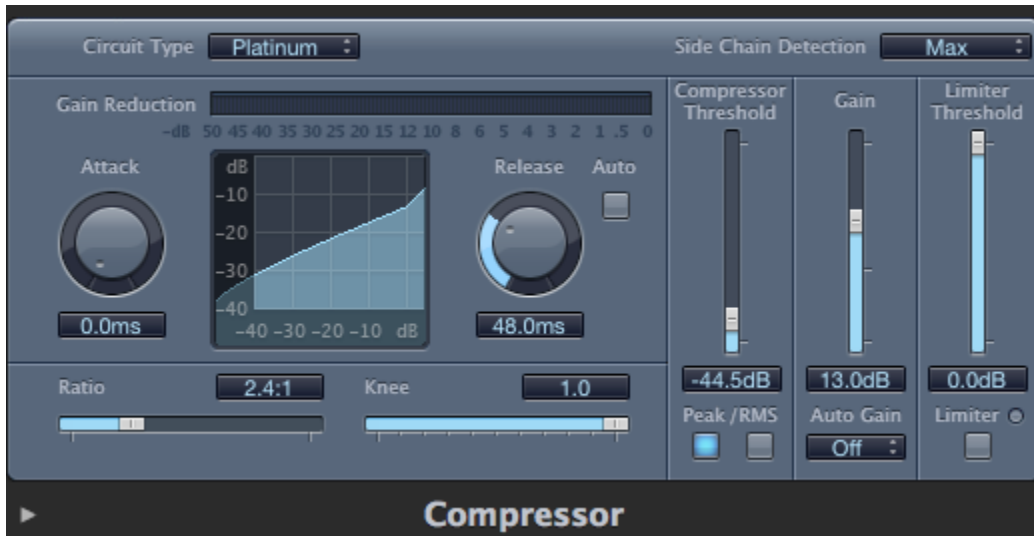 Circuit Type Platinum Side Chain Detection Max
Gain Reduction
-dB 50 45 40 35 30 25 20 15 12 10 8 6 5 4 3 2 1 .5 0
Attack
0.0ms
dB
-10
-20
-30
-40
-40 -30 -20 -10 dB
Release Auto
48.0ms
Ratio 2.4:1
Knee 1.0
Compressor
Threshold
-44.5dB
Peak /RMS
Gain
13.0dB
Auto Gain
Off
Limiter
Threshold
0.0dB
Limiter
Compressor